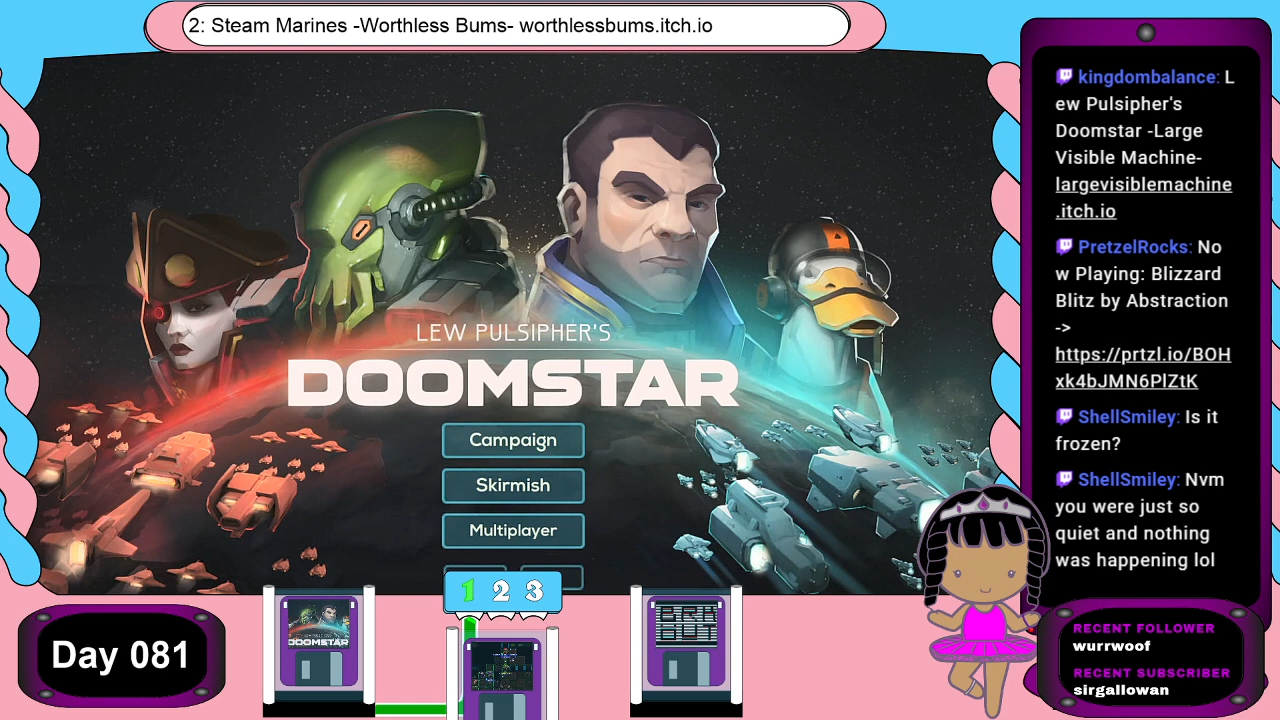 2: Steam Marines -Worthless Bums- worthlessbums.itch.io
LEW PULSIPHER'S
DOOMSTAR
Campaign
Skirmish
Multiplayer
1 2 3
DOOMSTAR
Day 081
kingdombalance: L
ew Pulsipher's
Doomstar -Large
Visible Machine-
largevisiblemachine
.itch.io
PretzelRocks: No
w Playing: Blizzard
Blitz by Abstraction
->
https://prtzl.io/BOH
xk4bJMN6PlZtK
ShellSmiley: Is it
frozen?
ShellSmiley: Nvm
you were just so
quiet and nothing
was happening lol
RECENT FOLLOWER
wurrwoof
RECENT SUBSCRIBER
sirgallowan